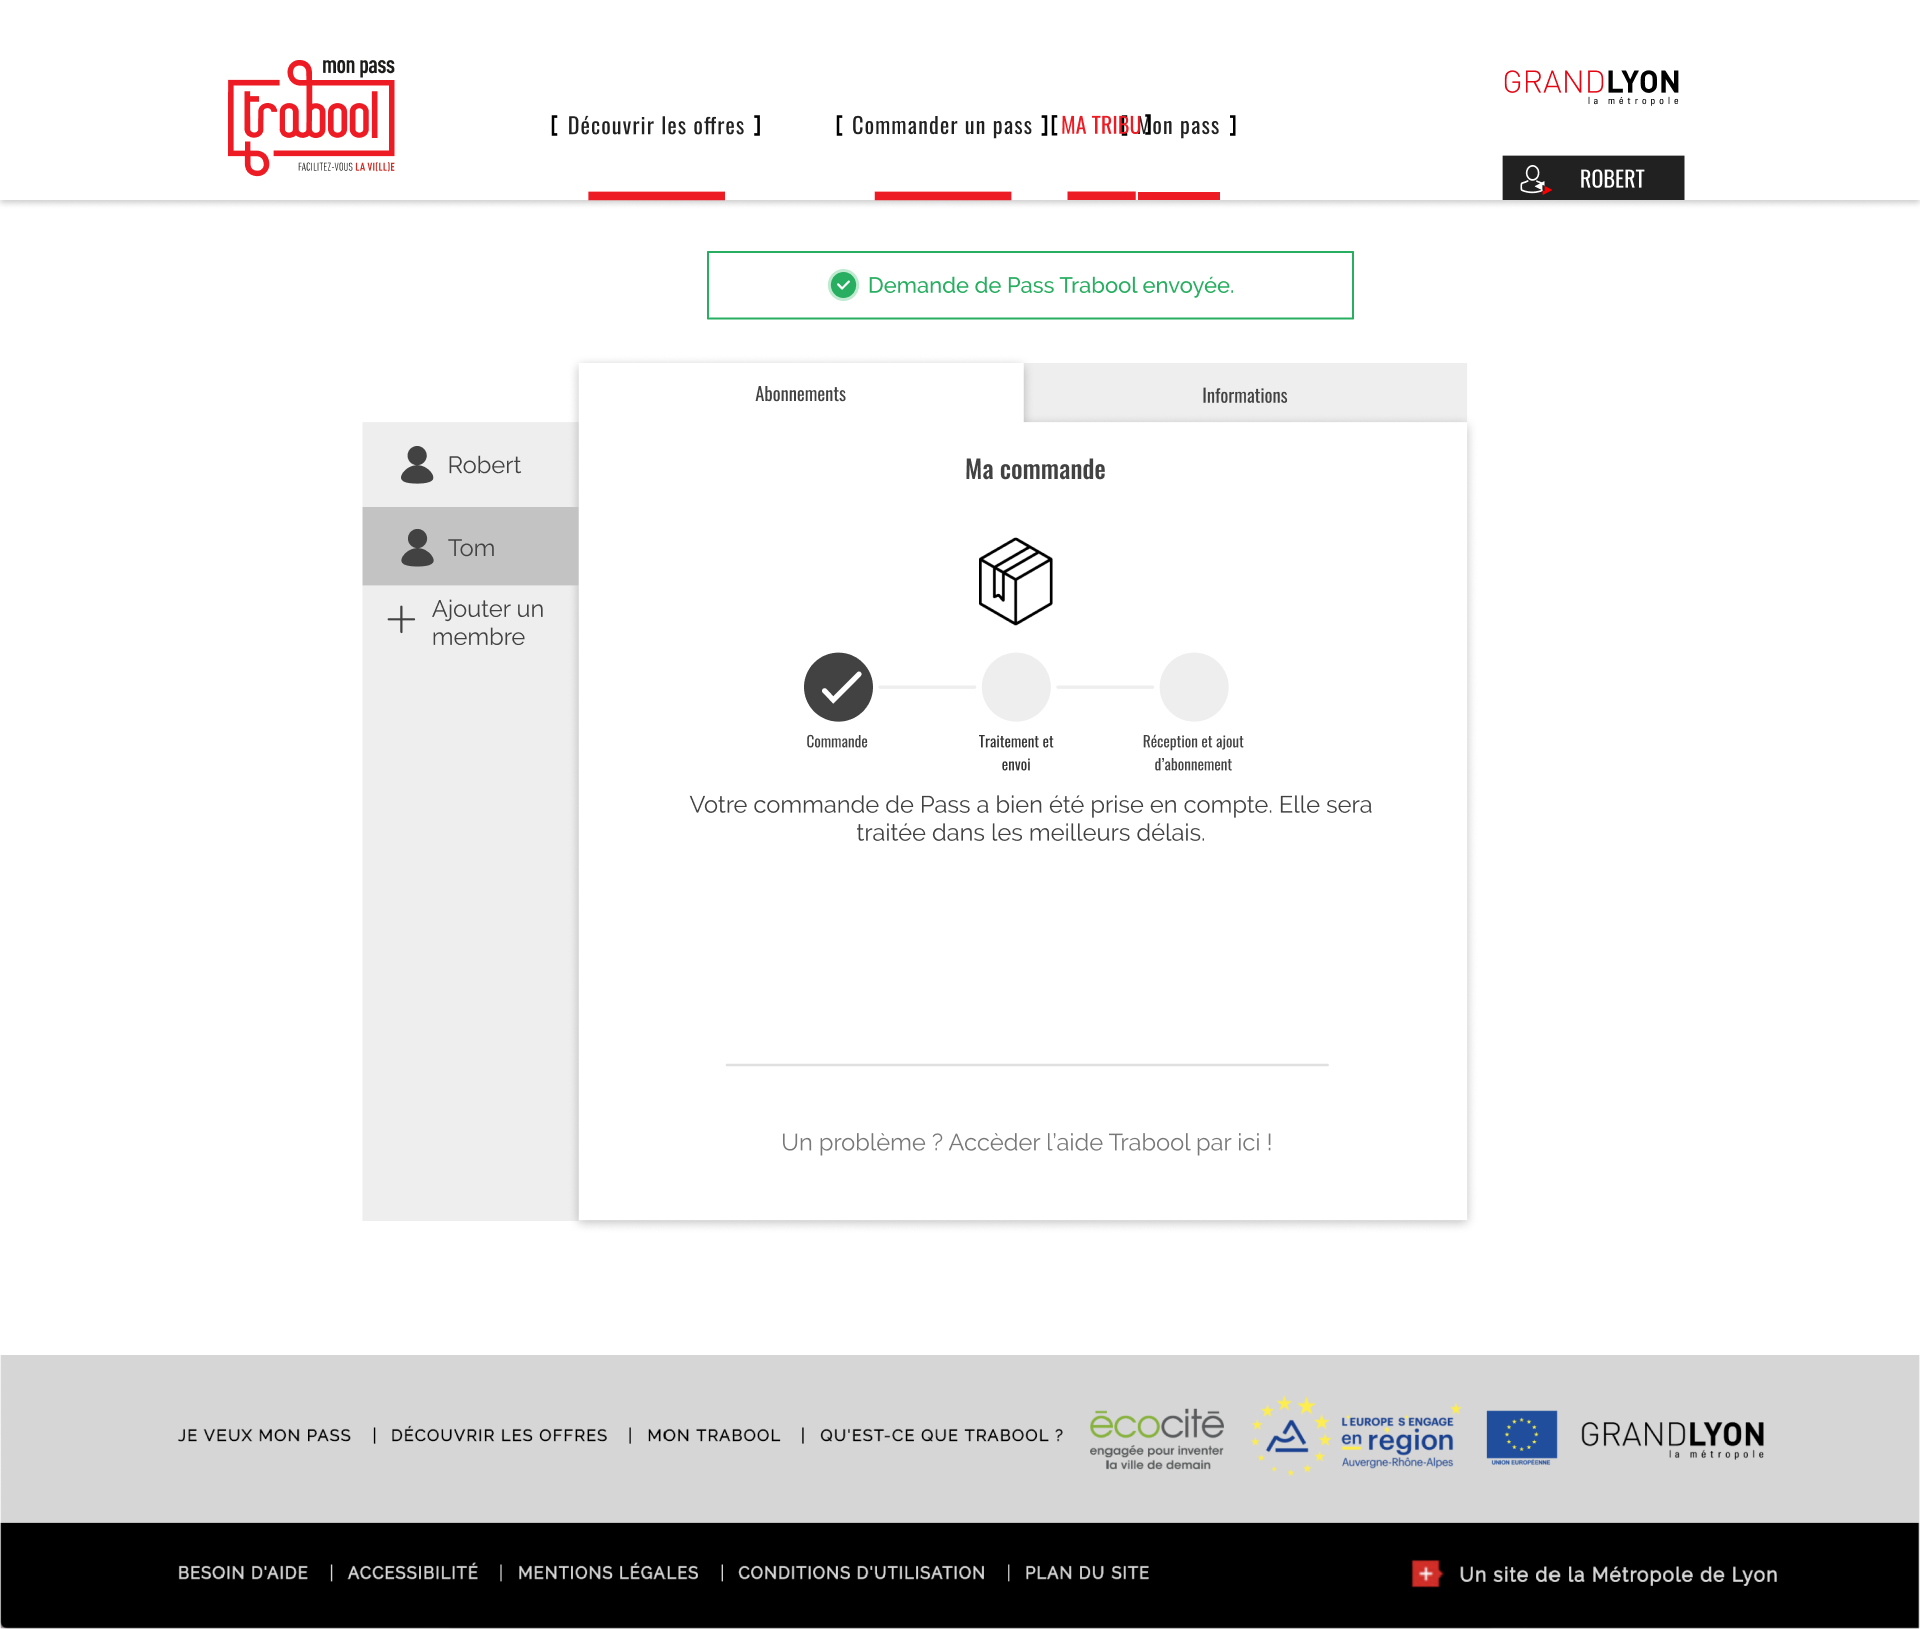 mon pass
trabool
FACILITEZ-VOUS LA VI(LL)E
[ Découvrir les offres ]
[ Commander un pass ]
[ MA TRIBU ]
[ Mon pass ]
GRANDLYON
la métropole
ROBERT
Demande de Pass Trabool envoyée.
Abonnements
Informations
Robert
Tom
Ajouter un
membre
Ma commande
Commande
Traitement et
envoi
Réception et ajout
d'abonnement
Votre commande de Pass a bien été prise en compte. Elle sera
traitée dans les meilleurs délais.
Un problème ? Accèder l'aide Trabool par ici !
JE VEUX MON PASS | DÉCOUVRIR LES OFFRES | MON TRABOOL | QU'EST-CE QUE TRABOOL ?
écocité
engagée pour inventer
la ville de demain
L'EUROPE S'ENGAGE
en région
Auvergne-Rhône-Alpes
UNION EUROPÉENNE
GRANDLYON
la métropole
BESOIN D'AIDE | ACCESSIBILITÉ | MENTIONS LÉGALES | CONDITIONS D'UTILISATION | PLAN DU SITE
Un site de la Métropole de Lyon